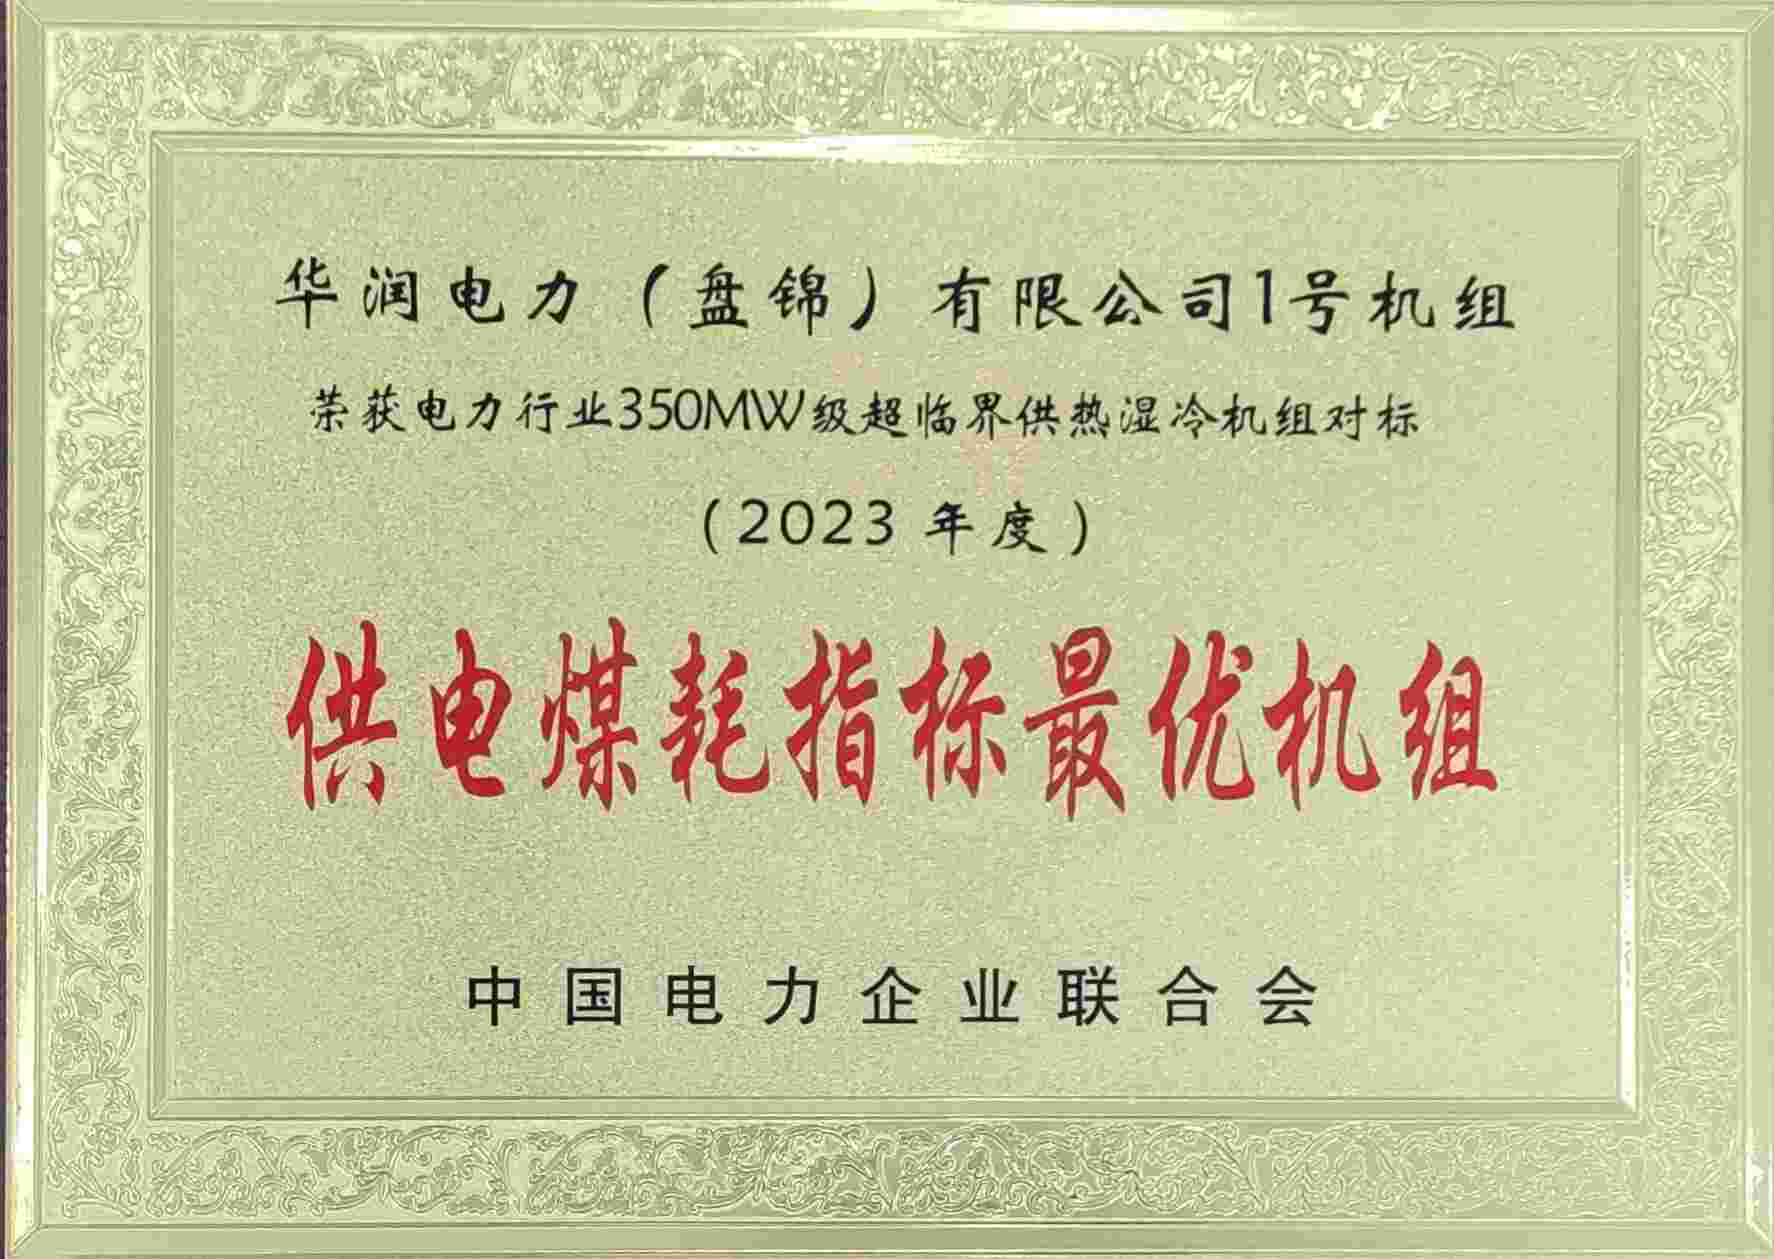 华润电力（盘锦）有限公司1号机组
荣获电力行业350MW级超临界供热湿冷机组对标
（2023年度）
供电煤耗指标最优机组
中国电力企业联合会